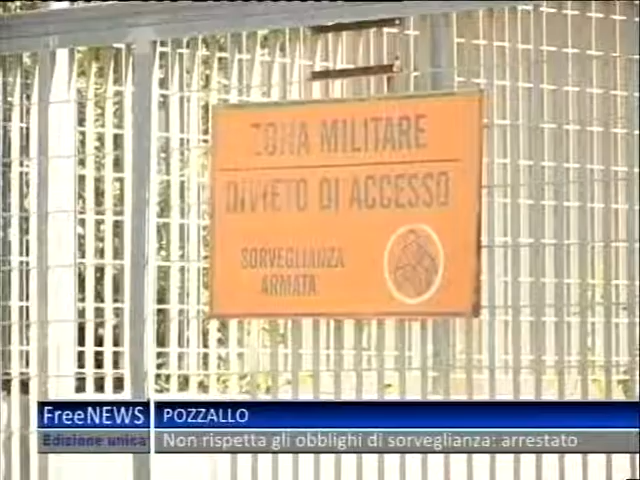 ZONA MILITARE
DIVIETO DI ACCESSO
SORVEGLIANZA
ARMATA
FreeNEWS POZZALLO
Edizione unica Non rispetta gli obblighi di sorveglianza: arrestato